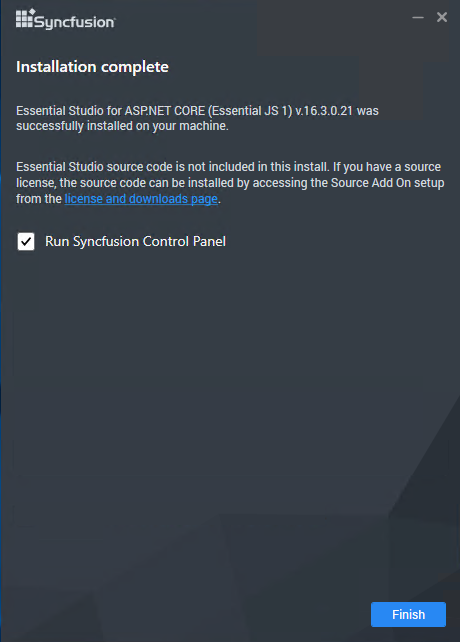 Syncfusion
Installation complete
Essential Studio for ASP.NET CORE (Essential JS 1) v.16.3.0.21 was
successfully installed on your machine.
Essential Studio source code is not included in this install. If you have a source
license, the source code can be installed by accessing the Source Add On setup
from the license and downloads page.
Run Syncfusion Control Panel
Finish